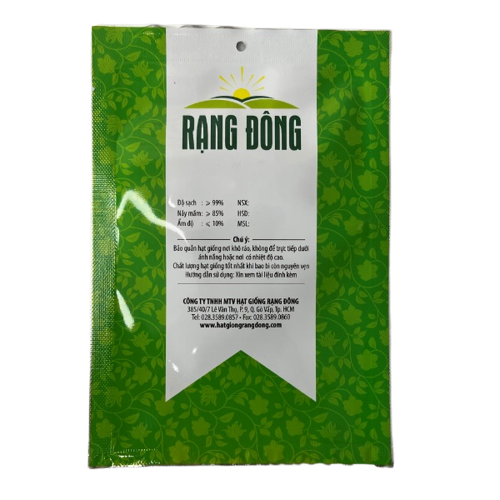 RẠNG ĐÔNG
Độ sạch : ⩾ 99% NSX:
Nảy mầm: ⩾ 85% HSD:
Ẩm độ : ⩽ 10% MSL:
Chú ý:
Bảo quản hạt giống nơi khô ráo, không để trực tiếp dưới
ánh nắng hoặc nơi có nhiệt độ cao.
Chất lượng hạt giống tốt nhất khi bao bì còn nguyên vẹn
Hướng dẫn sử dụng: Xin xem tài liệu đính kèm
CÔNG TY TNHH MTV HẠT GIỐNG RẠNG ĐÔNG
385/40/7 Lê Văn Thọ, P. 9, Q. Gò Vấp, Tp. HCM
Tel: 028.3589.0857 • Fax: 028.3589.0860
www.hatgiongrangdong.com